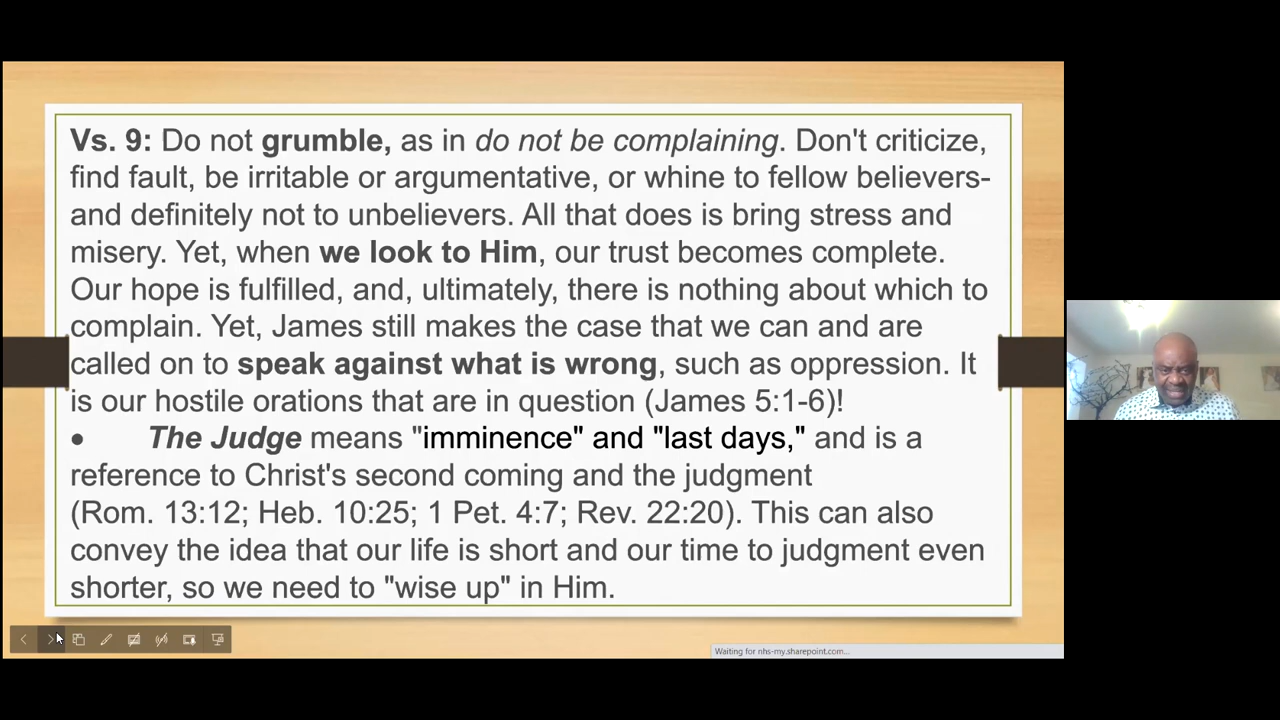 Vs. 9: Do not grumble, as in do not be complaining. Don't criticize,
find fault, be irritable or argumentative, or whine to fellow believers-
and definitely not to unbelievers. All that does is bring stress and
misery. Yet, when we look to Him, our trust becomes complete.
Our hope is fulfilled, and, ultimately, there is nothing about which to
complain. Yet, James still makes the case that we can and are
called on to speak against what is wrong, such as oppression. It
is our hostile orations that are in question (James 5:1-6)!
• The Judge means "imminence" and "last days," and is a
reference to Christ's second coming and the judgment
(Rom. 13:12; Heb. 10:25; 1 Pet. 4:7; Rev. 22:20). This can also
convey the idea that our life is short and our time to judgment even
shorter, so we need to "wise up" in Him.
Waiting for nhs-my.sharepoint.com...